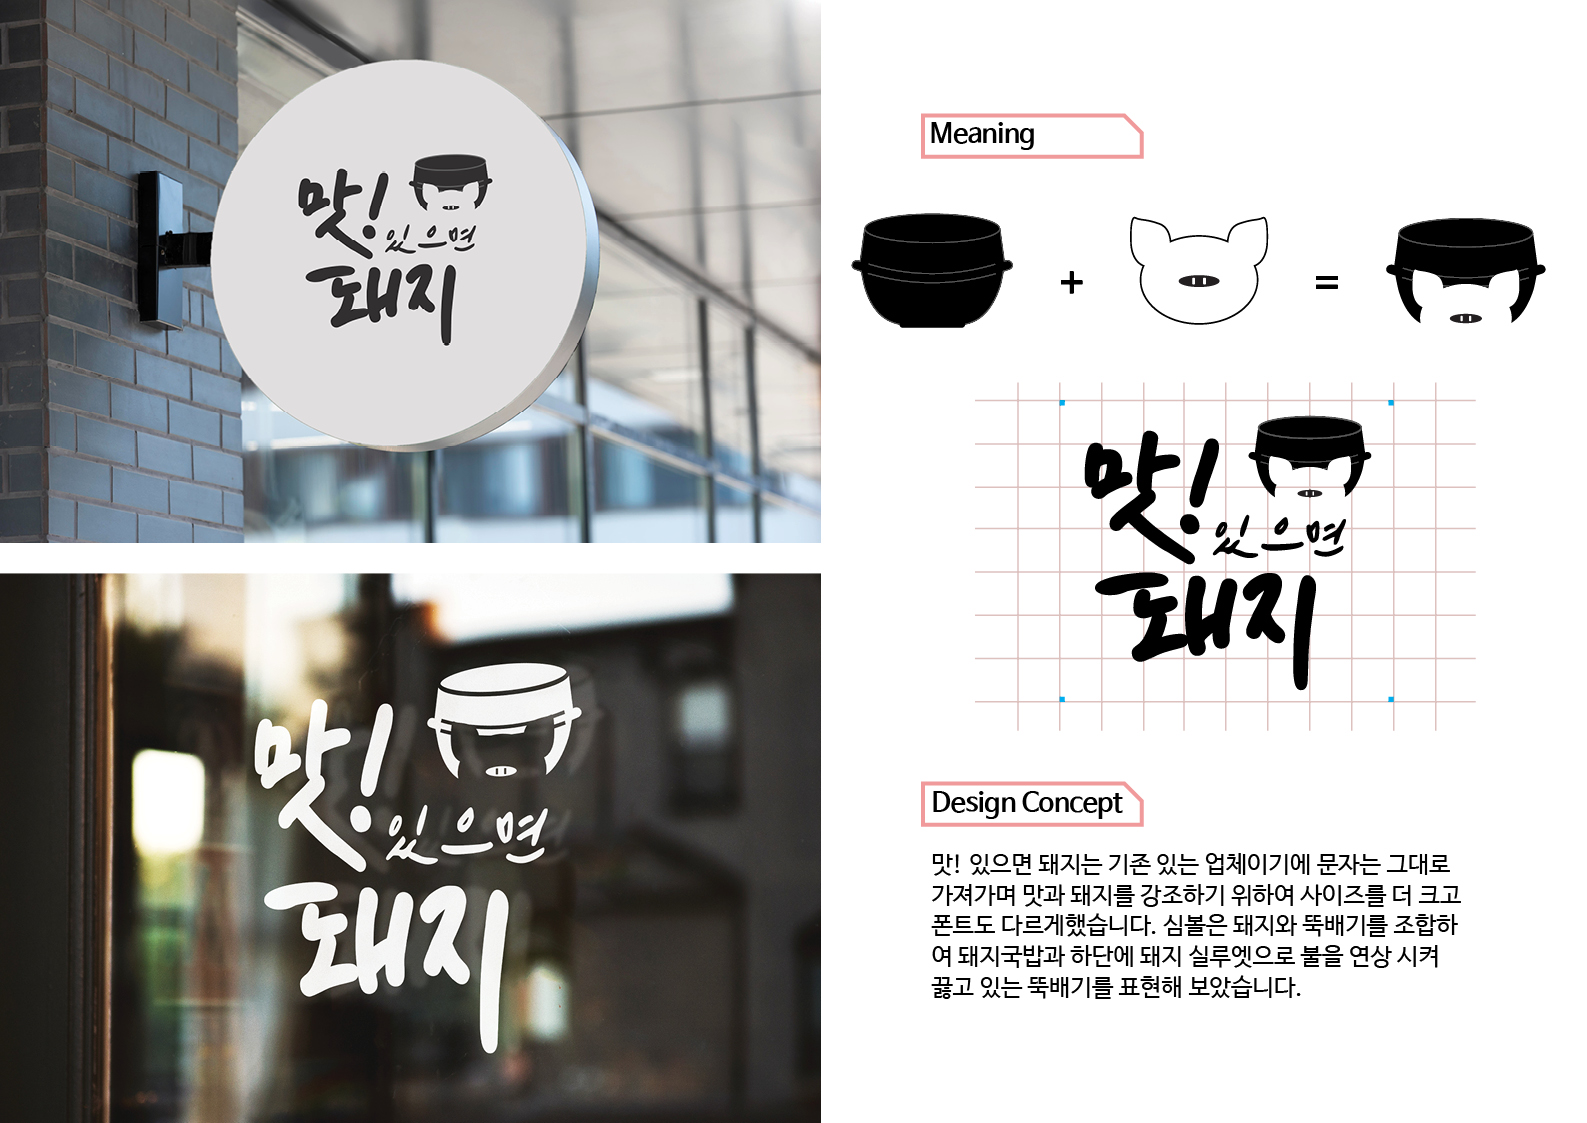 맛!
있으면
돼지
맛!
있으면
돼지
Meaning
+
=
맛!
있으면
돼지
Design Concept
맛! 있으면 돼지는 기존 있는 업체이기에 문자는 그대로
가져가며 맛과 돼지를 강조하기 위하여 사이즈를 더 크고
폰트도 다르게했습니다. 심볼은 돼지와 뚝배기를 조합하
여 돼지국밥과 하단에 돼지 실루엣으로 불을 연상 시켜
끓고 있는 뚝배기를 표현해 보았습니다.